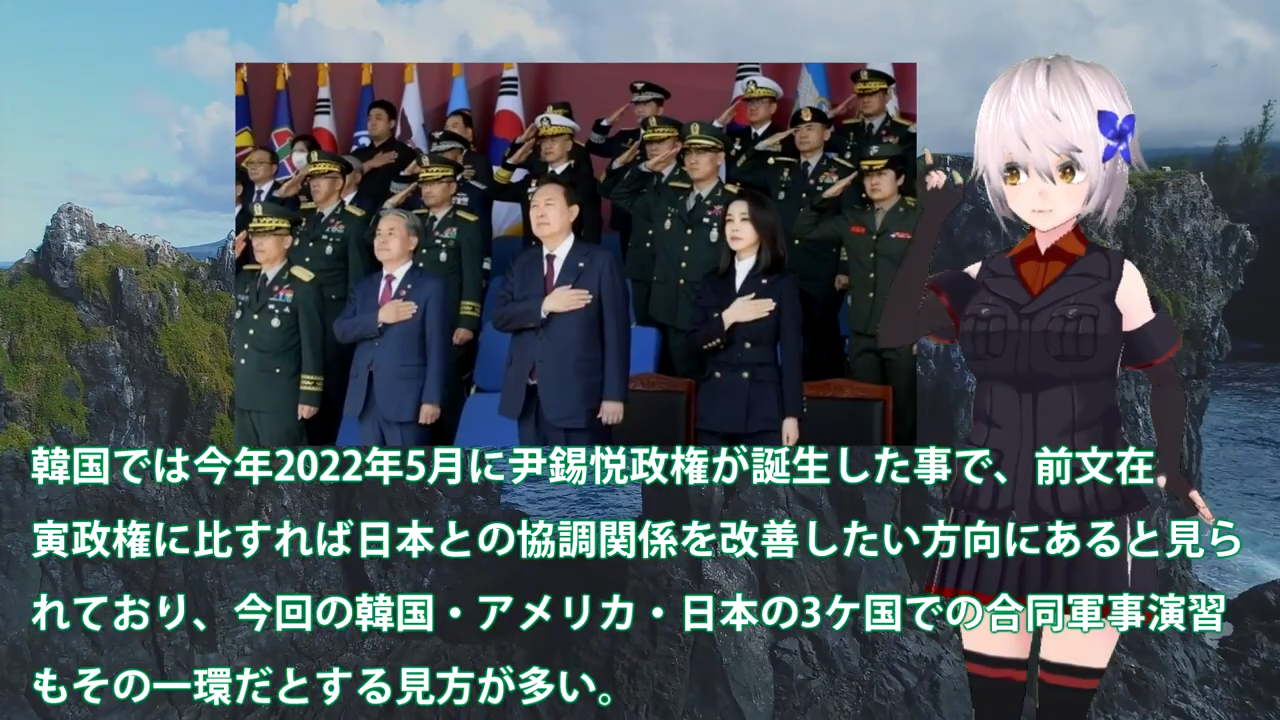 韓国では今年2022年5月に尹錫悦政権が誕生した事で、前文在
寅政権に比すれば日本との協調関係を改善したい方向にあると見ら
れており、今回の韓国・アメリカ・日本の3ケ国での合同軍事演習
もその一環だとする見方が多い。